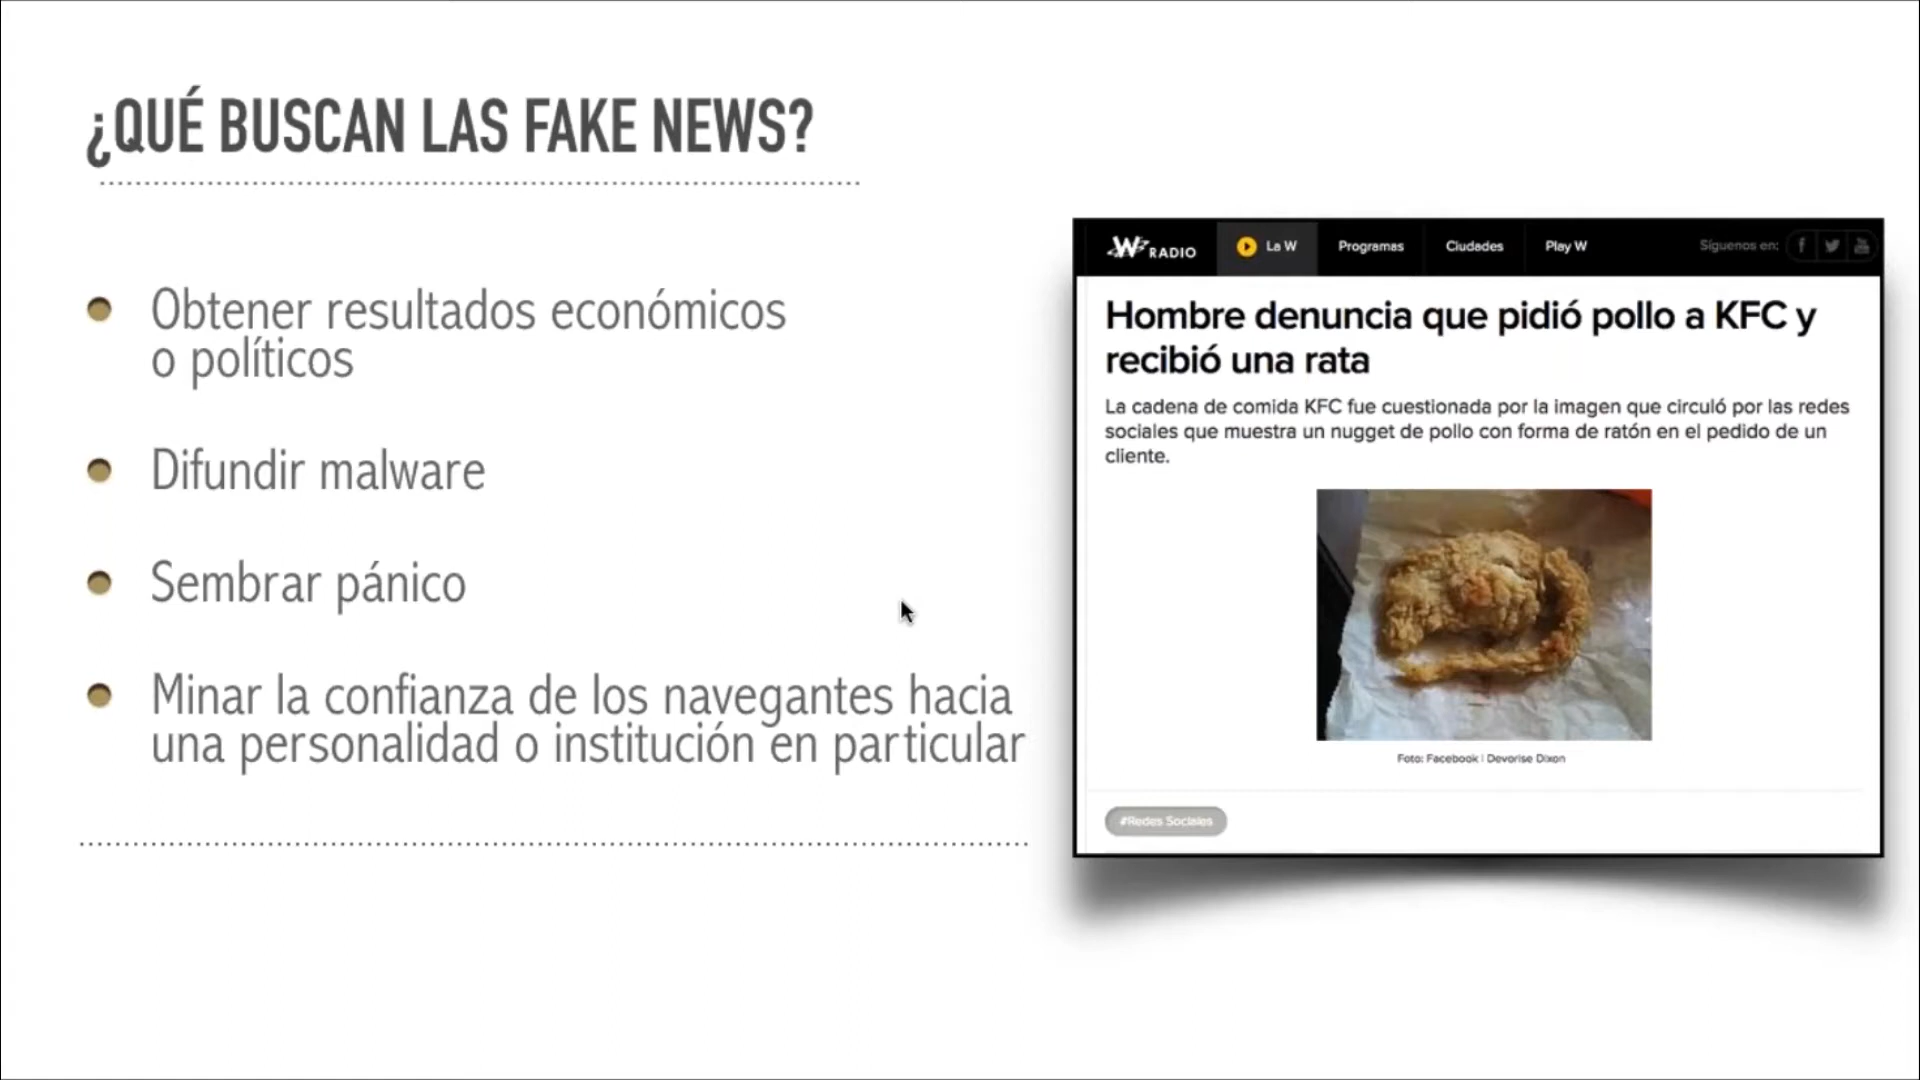 ¿QUÉ BUSCAN LAS FAKE NEWS?
Obtener resultados económicos
o políticos
Difundir malware
Sembrar pánico
Minar la confianza de los navegantes hacia
una personalidad o institución en particular
W RADIO
La W
Programas
Ciudades
Play W
Síguenos en:
Hombre denuncia que pidió pollo a KFC y
recibió una rata
La cadena de comida KFC fue cuestionada por la imagen que circuló por las redes
sociales que muestra un nugget de pollo con forma de ratón en el pedido de un
cliente.
Foto: Facebook | Devorise Dixon
#Redes Sociales